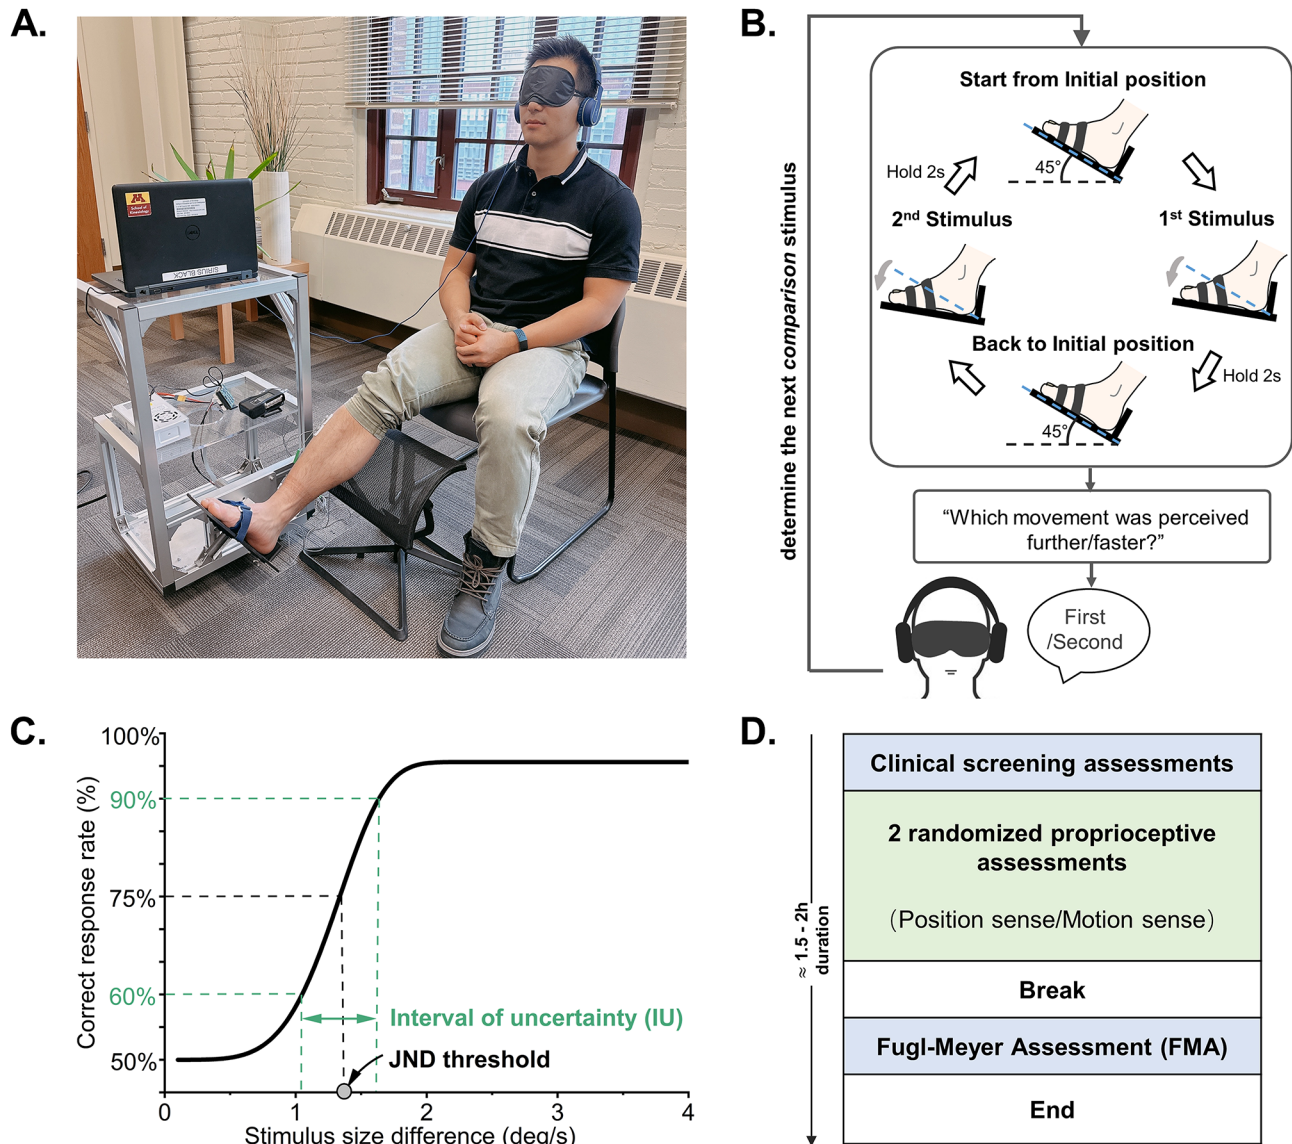 A.
M
School of
Kinesiology
DELL
SIRIUS BLACK
B.
determine the next comparison stimulus
Start from Initial position
45°
Hold 2s
2nd Stimulus
1st Stimulus
Back to Initial position
Hold 2s
45°
“Which movement was perceived
further/faster?”
First
/Second
C.
Correct response rate (%)
100%
90%
75%
60%
50%
Interval of uncertainty (IU)
JND threshold
0
1
2
3
4
Stimulus size difference (deg/s)
D.
≈ 1.5 - 2h
duration
Clinical screening assessments
2 randomized proprioceptive
assessments
(Position sense/Motion sense)
Break
Fugl-Meyer Assessment (FMA)
End